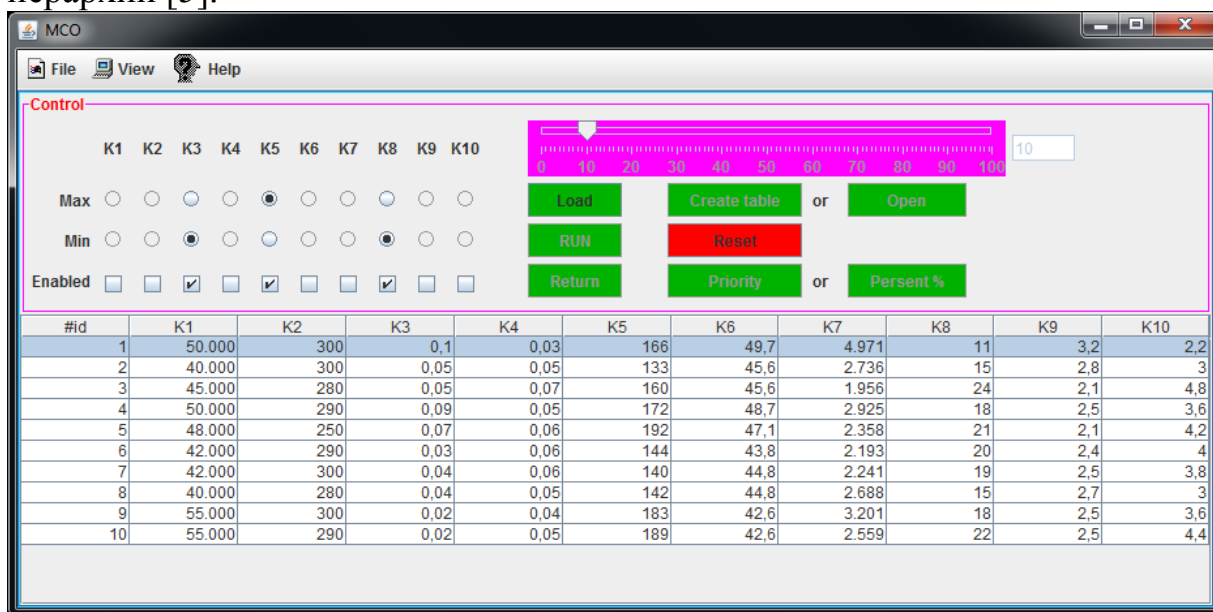 MCO
File View Help
Control
K1 K2 K3 K4 K5 K6 K7 K8 K9 K10
0 10 20 30 40 50 60 70 80 90 100
10
Max
Load Create table or Open
Min
RUN Reset
Enabled
Return Priority or Persent %
#id K1 K2 K3 K4 K5 K6 K7 K8 K9 K10
1 50.000 300 0,1 0,03 166 49,7 4.971 11 3,2 2,2
2 40.000 300 0,05 0,05 133 45,6 2.736 15 2,8 3
3 45.000 280 0,05 0,07 160 45,6 1.956 24 2,1 4,8
4 50.000 290 0,09 0,05 172 48,7 2.925 18 2,5 3,6
5 48.000 250 0,07 0,06 192 47,1 2.358 21 2,1 4,2
6 42.000 290 0,03 0,06 144 43,8 2.193 20 2,4 4
7 42.000 300 0,04 0,06 140 44,8 2.241 19 2,5 3,8
8 40.000 280 0,04 0,05 142 44,8 2.688 15 2,7 3
9 55.000 300 0,02 0,04 183 42,6 3.201 18 2,5 3,6
10 55.000 290 0,02 0,05 189 42,6 2.559 22 2,5 4,4